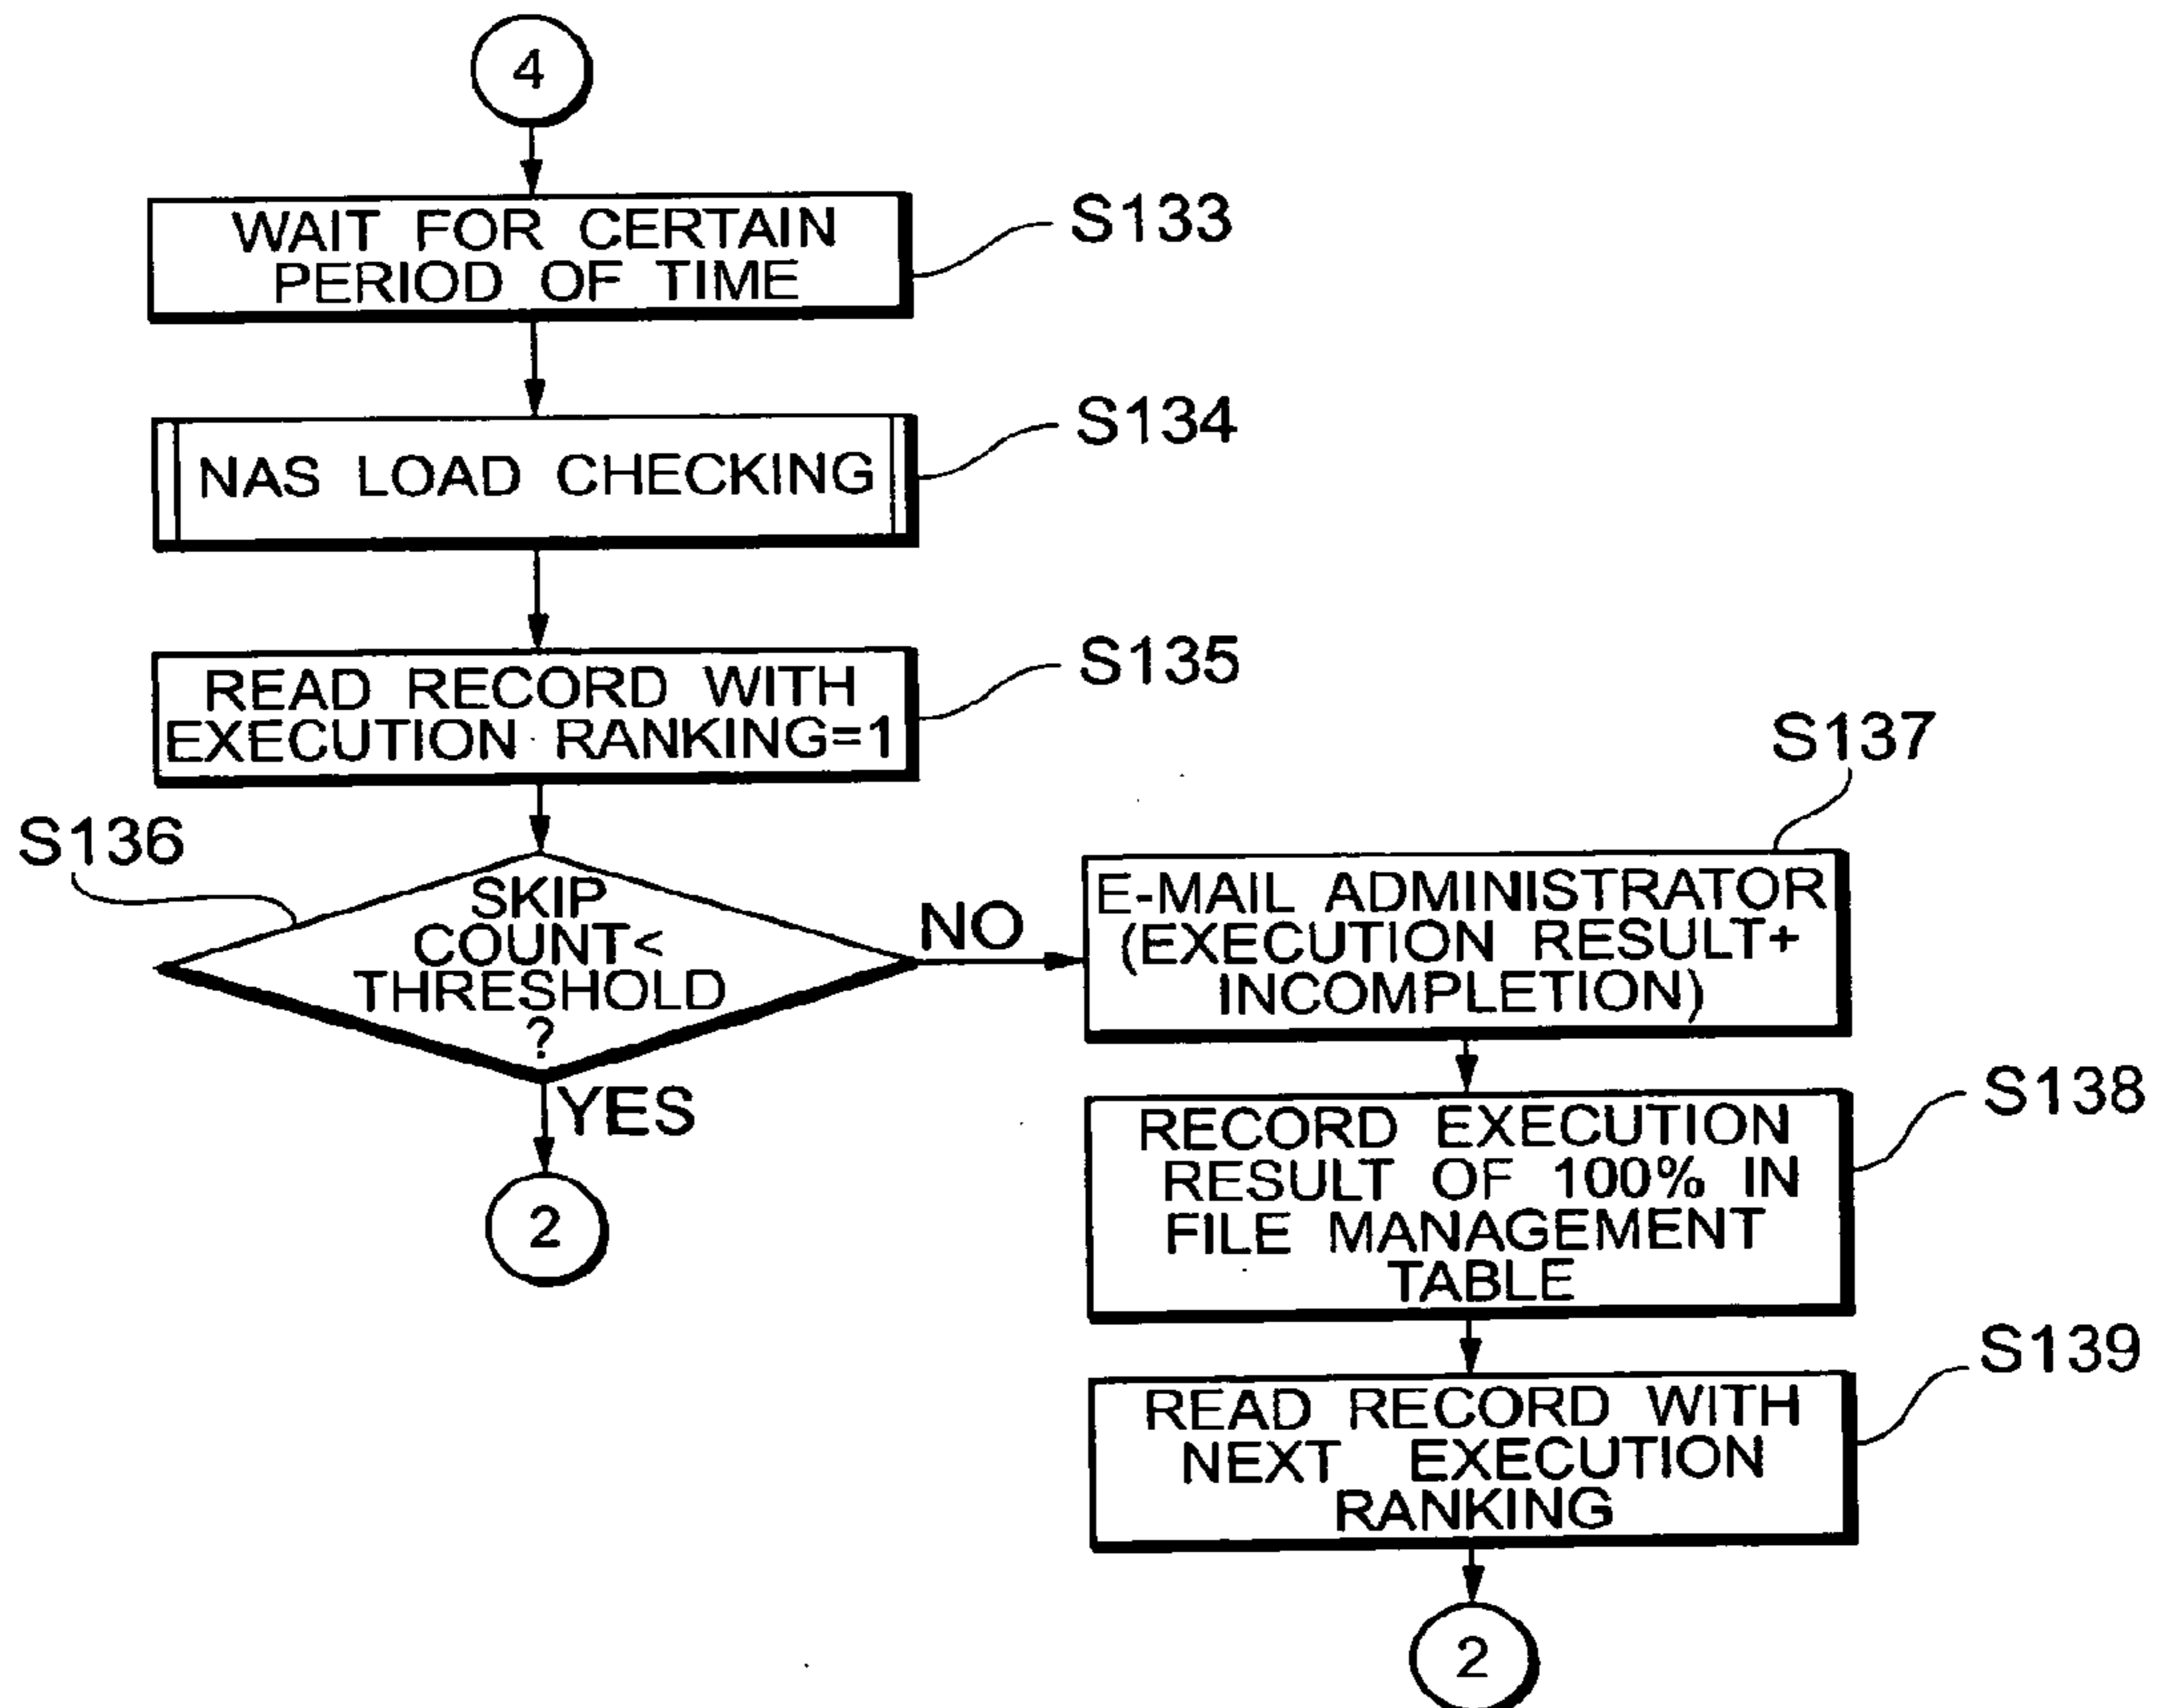 4
WAIT FOR CERTAIN
PERIOD OF TIME
S133
NAS LOAD CHECKING
S134
READ RECORD WITH
EXECUTION RANKING=1
S135
S136
SKIP
COUNT<
THRESHOLD
?
NO
YES
2
S137
E-MAIL ADMINISTRATOR
(EXECUTION RESULT+
INCOMPLETION)
S138
RECORD EXECUTION
RESULT OF 100% IN
FILE MANAGEMENT
TABLE
S139
READ RECORD WITH
NEXT EXECUTION
RANKING
2